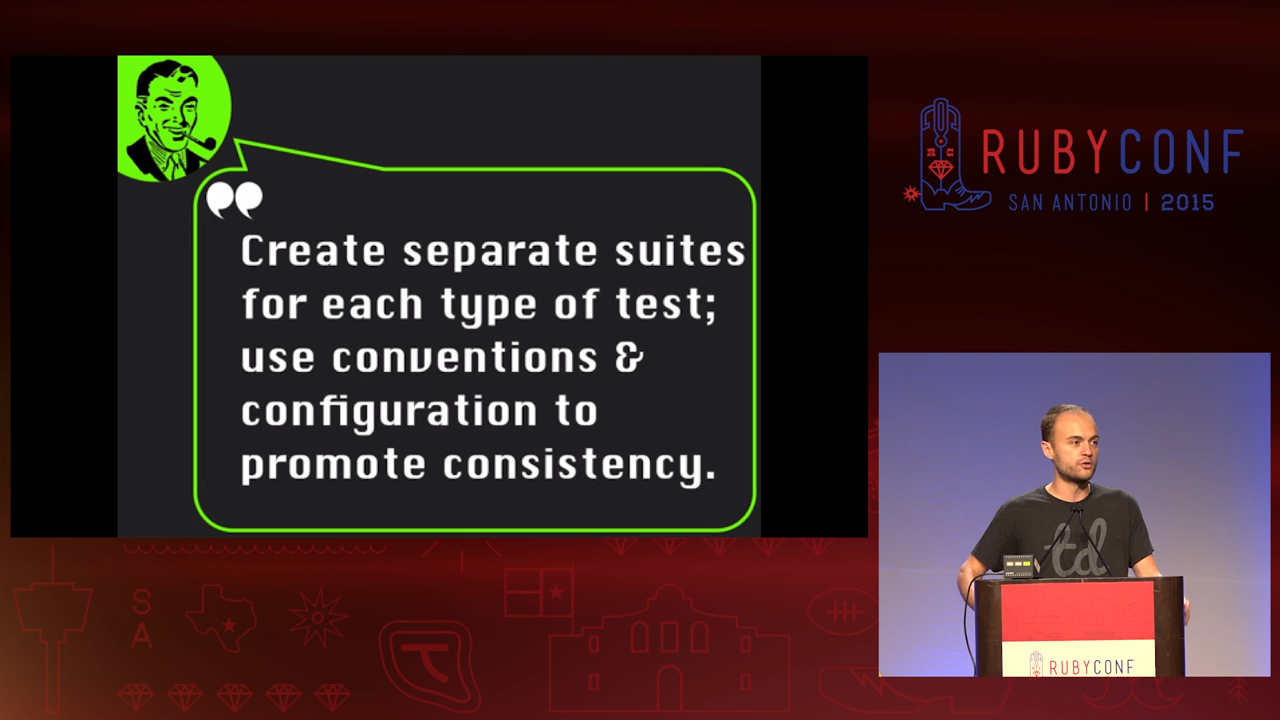 Create separate suites
for each type of test;
use conventions &
configuration to
promote consistency.
RUBYCONF
SAN ANTONIO | 2015
td
RUBYCONF
S
A